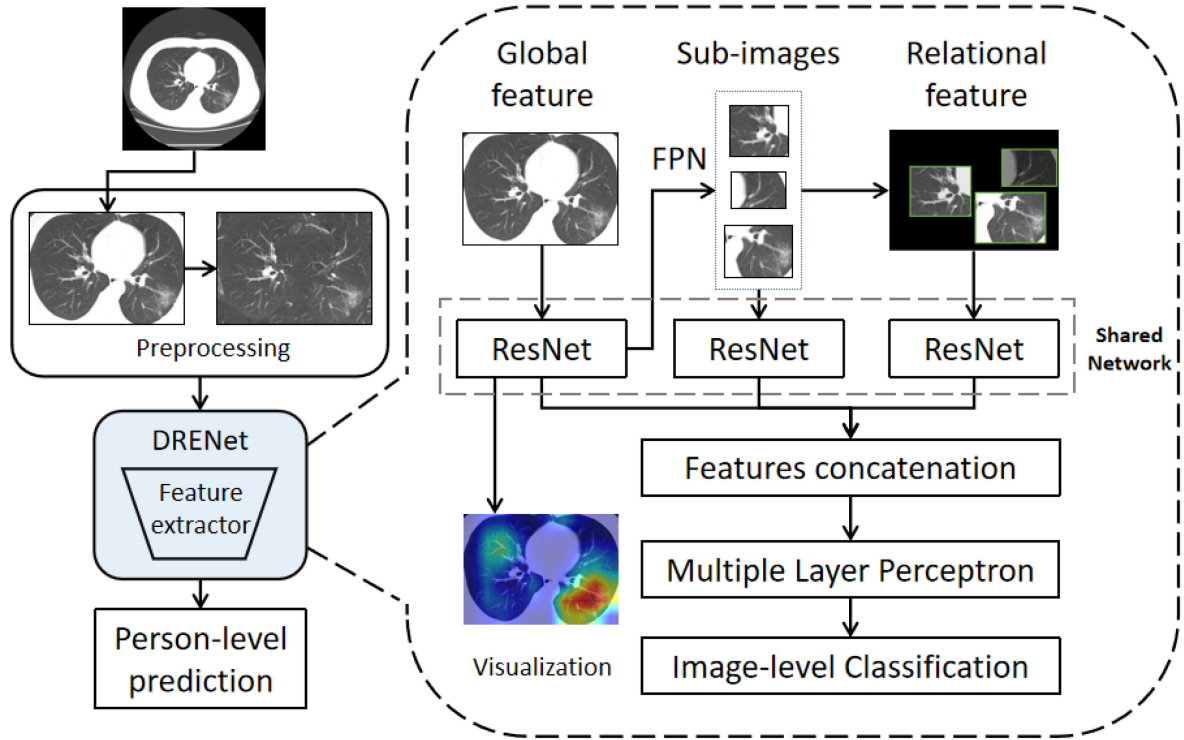 Preprocessing
DRENet
Feature
extractor
Person-level
prediction
Global
feature
Sub-images
Relational
feature
FPN
ResNet
ResNet
ResNet
Shared
Network
Features concatenation
Multiple Layer Perceptron
Image-level Classification
Visualization